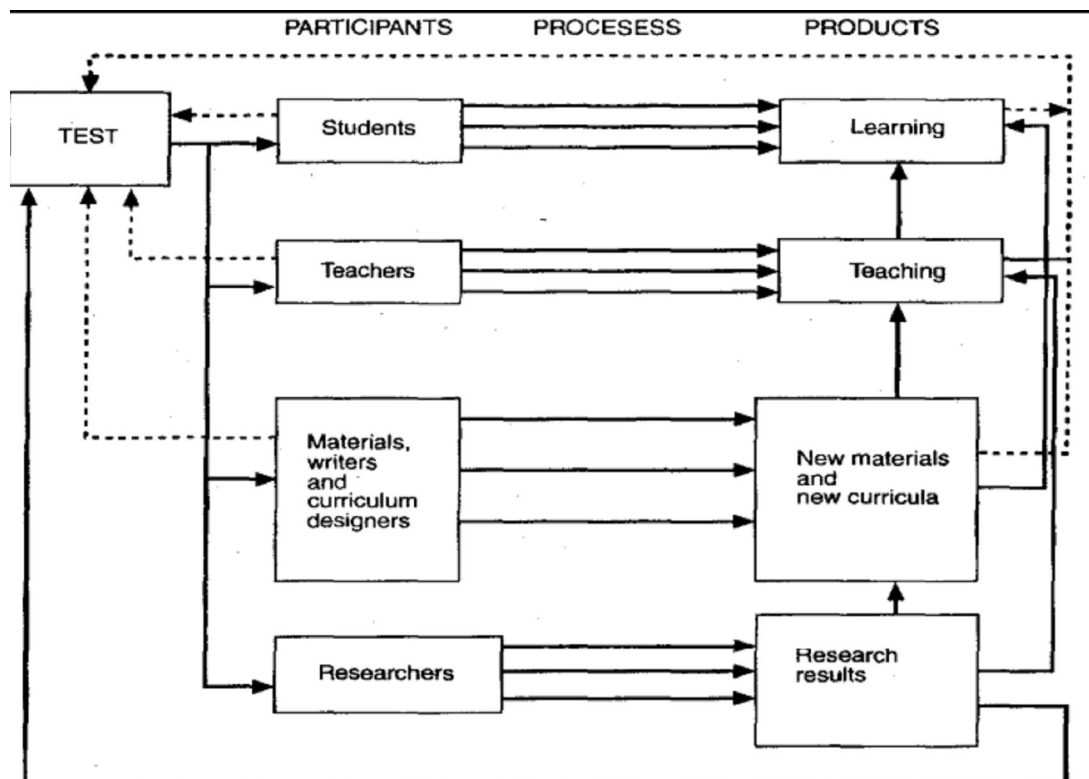 PARTICIPANTS PROCESESS PRODUCTS
TEST
Students
Learning
Teachers
Teaching
Materials,
writers
and
curriculum
designers
New materials
and
new curricula
Researchers
Research
results